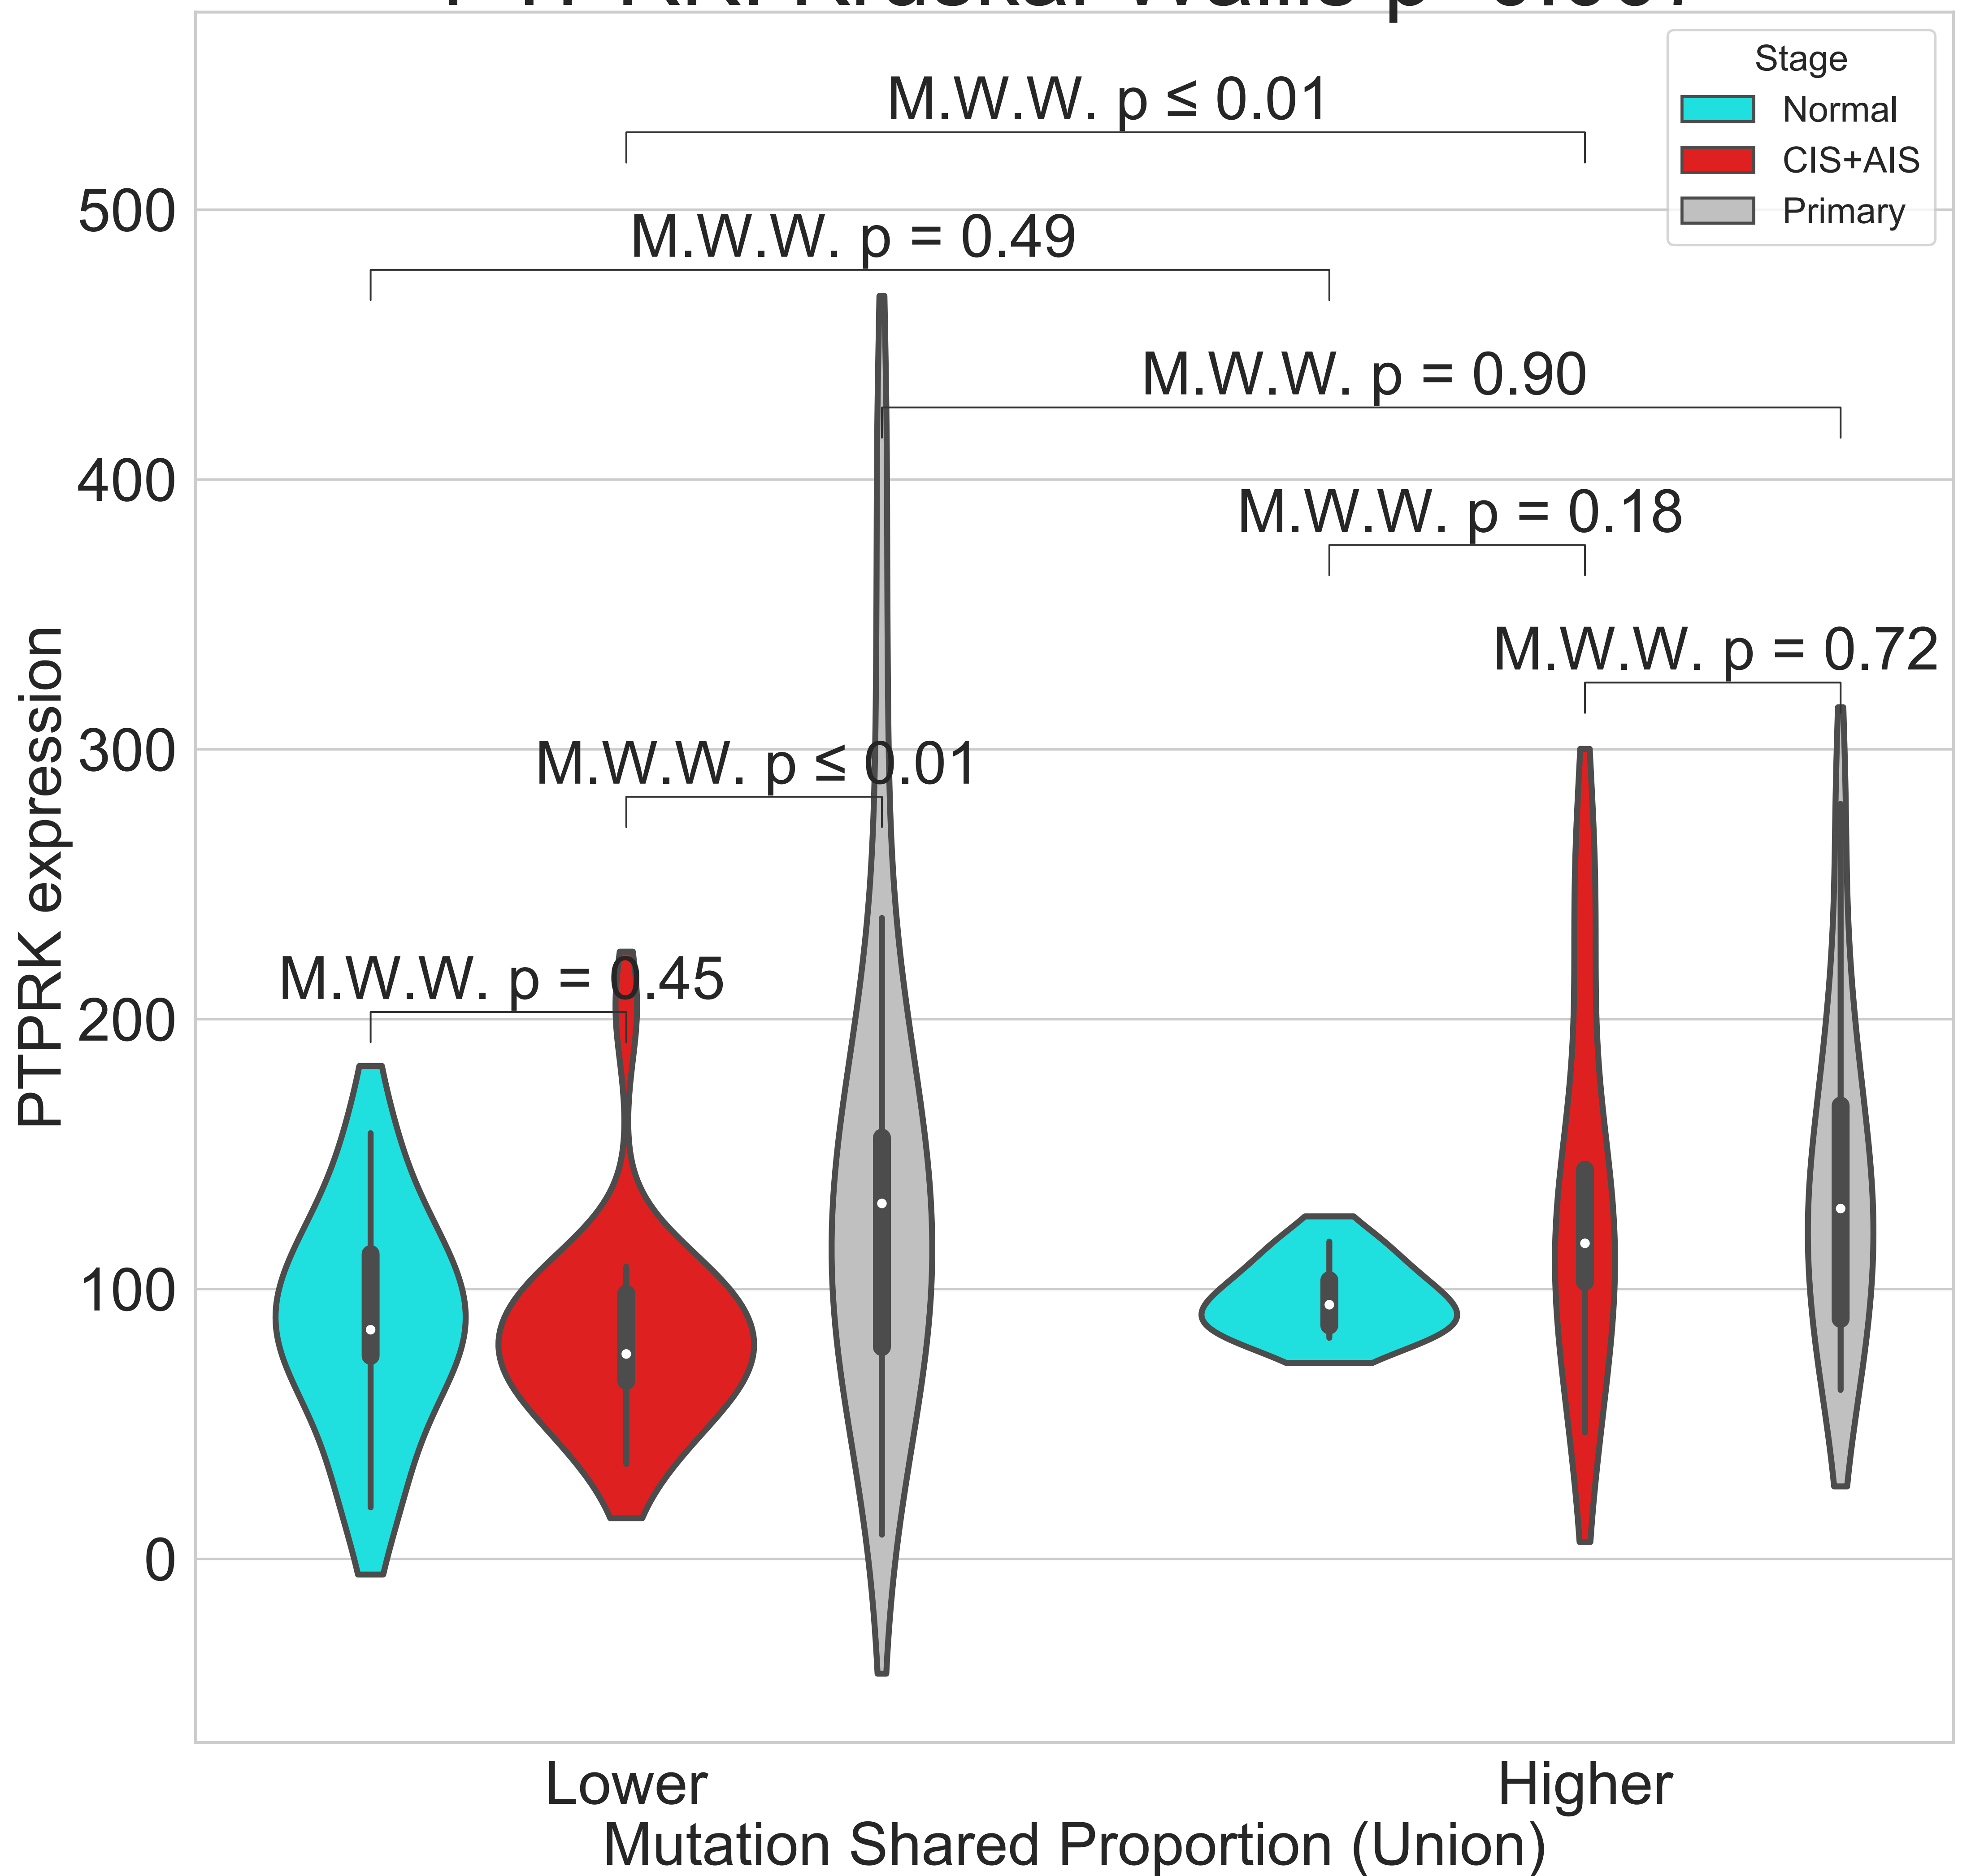 Stage
Normal
CIS+AIS
Primary
M.W.W. p ≤ 0.01
M.W.W. p = 0.49
M.W.W. p = 0.90
M.W.W. p = 0.18
M.W.W. p = 0.72
M.W.W. p ≤ 0.01
M.W.W. p = 0.45
PTPRK expression
500
400
300
200
100
0
Lower
Higher
Mutation Shared Proportion (Union)